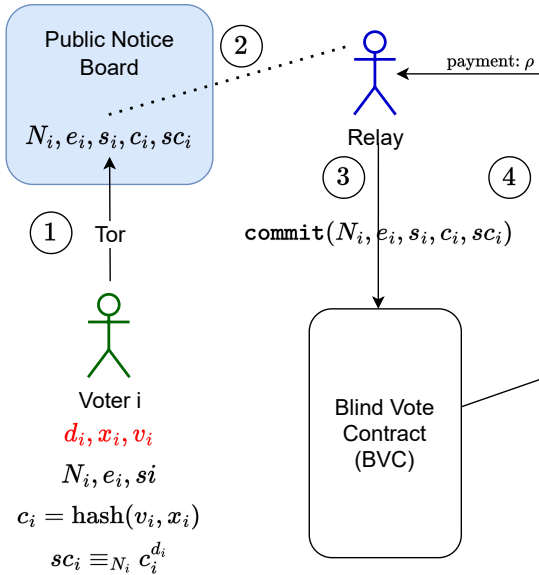 Public Notice
Board
N_i, e_i, s_i, c_i, sc_i
2
payment: ρ
Relay
1
Tor
3
4
commit(N_i, e_i, s_i, c_i, sc_i)
Voter i
d_i, x_i, v_i
N_i, e_i, si
c_i = hash(v_i, x_i)
sc_i ≡_{N_i} c_i^{d_i}
Blind Vote
Contract
(BVC)